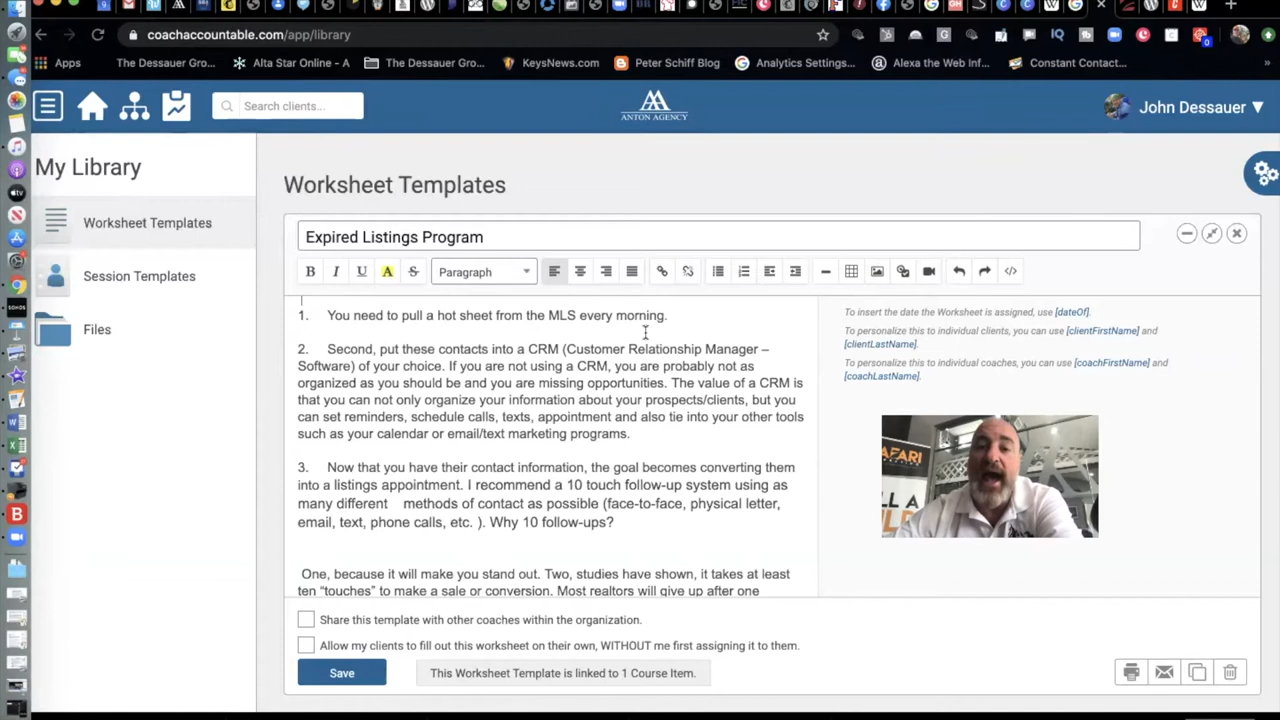 coachaccountable.com/app/library
Apps
The Dessauer Gro...
Alta Star Online - A
The Dessauer Gro...
KeysNews.com
Peter Schiff Blog
Analytics Settings...
Alexa the Web Inf...
Constant Contact...
»
Search clients...
ANTON AGENCY
John Dessauer ▼
My Library
Worksheet Templates
Session Templates
Files
Worksheet Templates
Expired Listings Program
B I U A S Paragraph
1. You need to pull a hot sheet from the MLS every morning.
2. Second, put these contacts into a CRM (Customer Relationship Manager –
Software) of your choice. If you are not using a CRM, you are probably not as
organized as you should be and you are missing opportunities. The value of a CRM is
that you can not only organize your information about your prospects/clients, but you
can set reminders, schedule calls, texts, appointment and also tie into your other tools
such as your calendar or email/text marketing programs.
3. Now that you have their contact information, the goal becomes converting them
into a listings appointment. I recommend a 10 touch follow-up system using as
many different methods of contact as possible (face-to-face, physical letter,
email, text, phone calls, etc. ). Why 10 follow-ups?
One, because it will make you stand out. Two, studies have shown, it takes at least
ten “touches” to make a sale or conversion. Most realtors will give up after one
To insert the date the Worksheet is assigned, use [dateOf].
To personalize this to individual clients, you can use [clientFirstName] and
[clientLastName].
To personalize this to individual coaches, you can use [coachFirstName] and
[coachLastName].
Share this template with other coaches within the organization.
Allow my clients to fill out this worksheet on their own, WITHOUT me first assigning it to them.
Save
This Worksheet Template is linked to 1 Course Item.